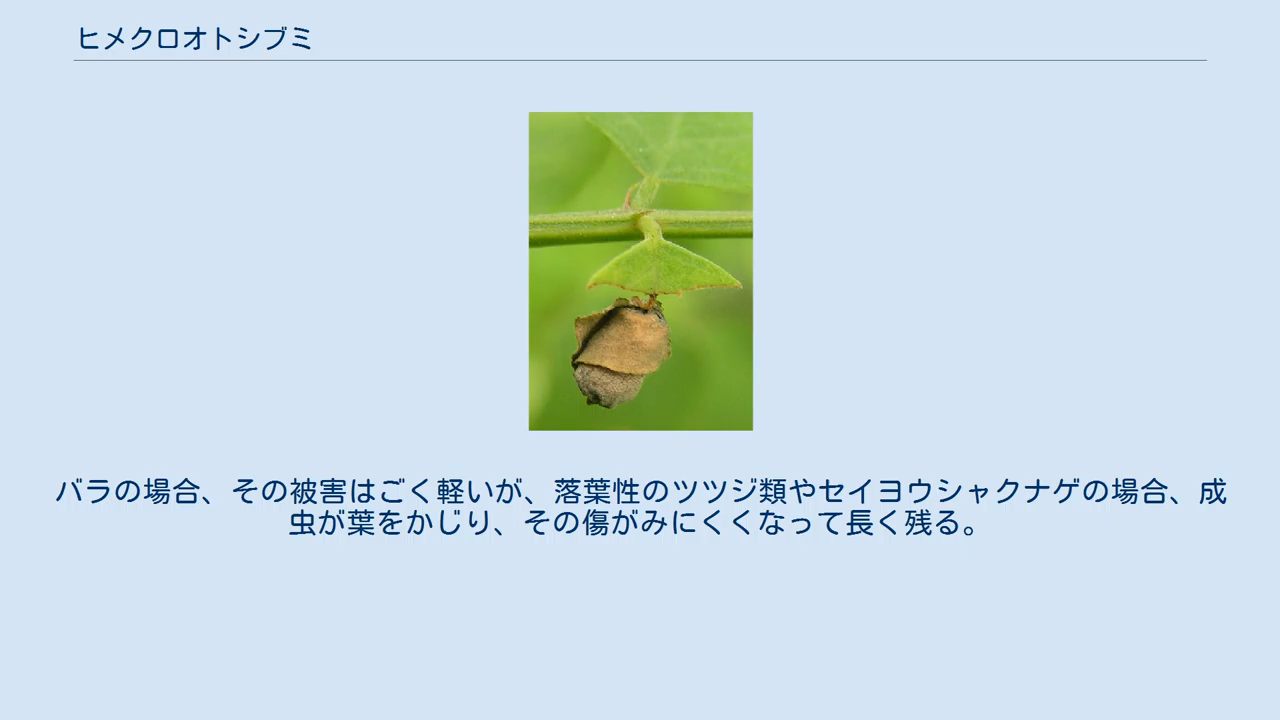 ヒメクロオトシブミ
バラの場合、その被害はごく軽いが、落葉性のツツジ類やセイヨウシャクナゲの場合、成
虫が葉をかじり、その傷がみにくくなって長く残る。